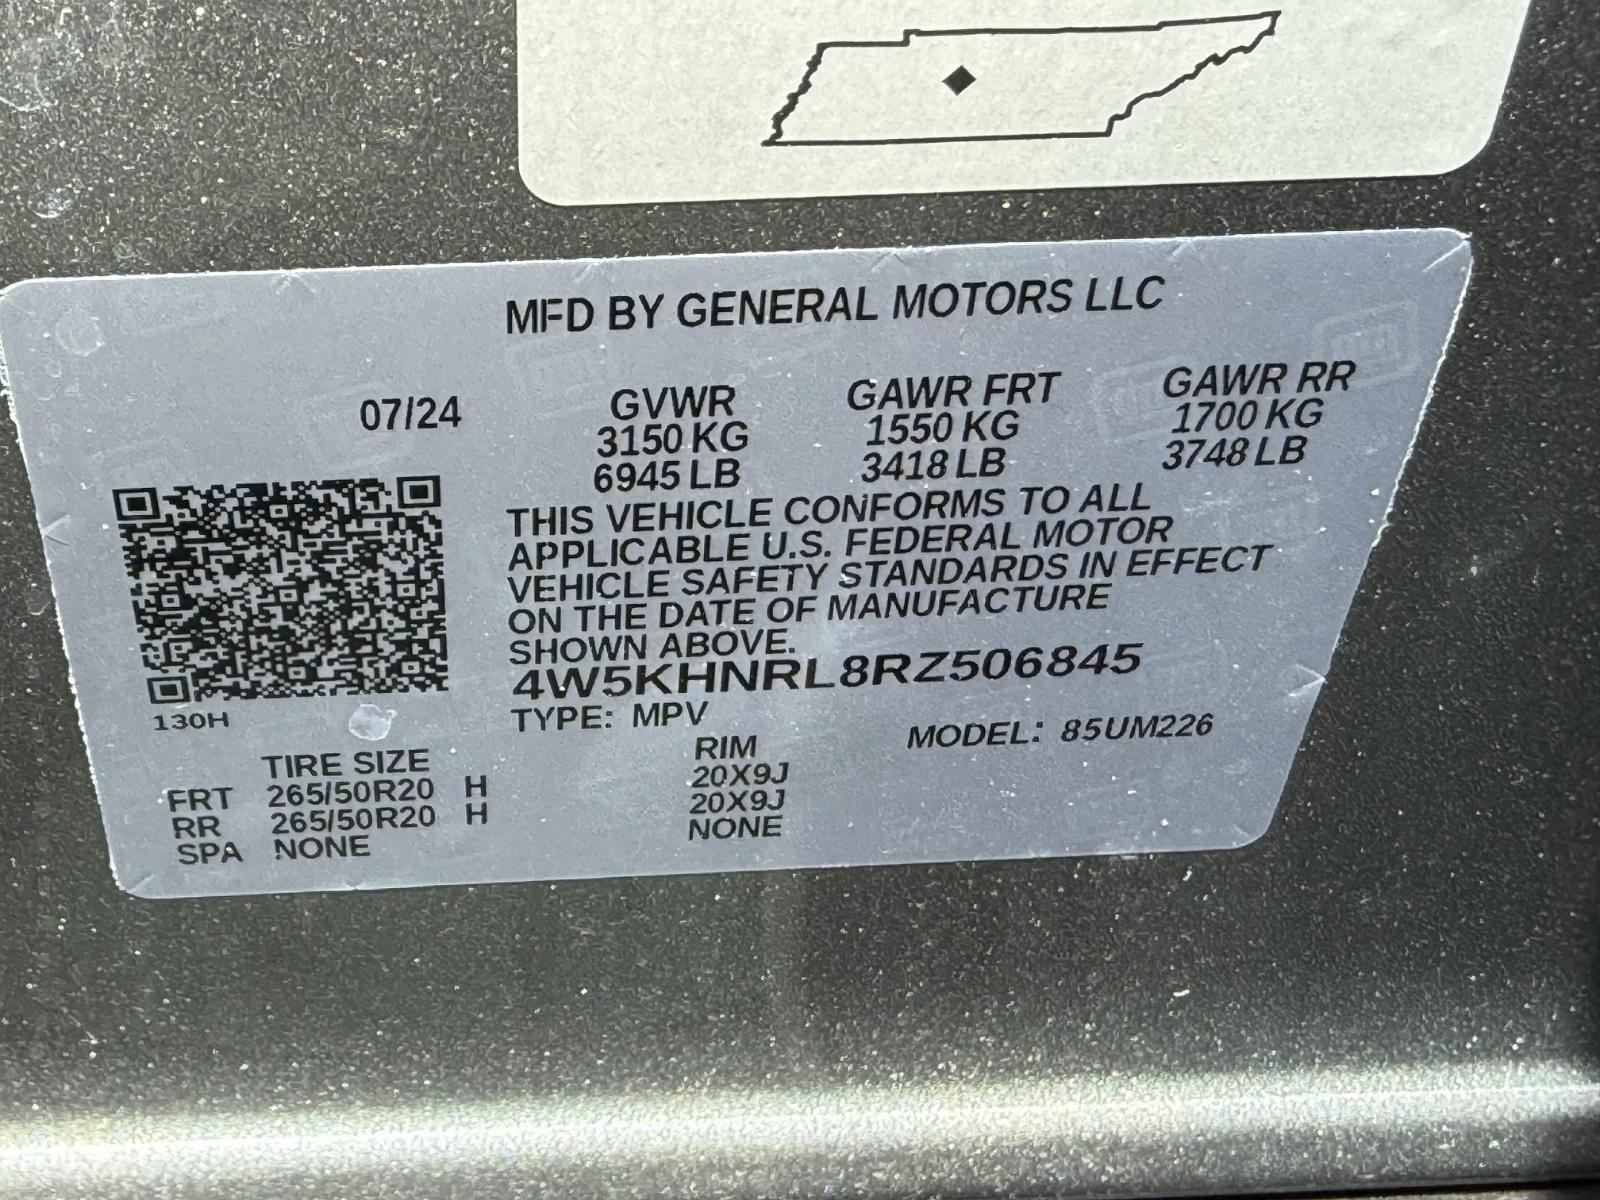 MFD BY GENERAL MOTORS LLC
07/24 GVWR GAWR FRT GAWR RR
3150 KG 1550 KG 1700 KG
6945 LB 3418 LB 3748 LB
THIS VEHICLE CONFORMS TO ALL
APPLICABLE U.S. FEDERAL MOTOR
VEHICLE SAFETY STANDARDS IN EFFECT
ON THE DATE OF MANUFACTURE
SHOWN ABOVE.
4W5KHNRL8RZ506845
130H TYPE: MPV MODEL: 85UM226
TIRE SIZE RIM
FRT 265/50R20 H 20X9J
RR 265/50R20 H 20X9J
SPA NONE NONE